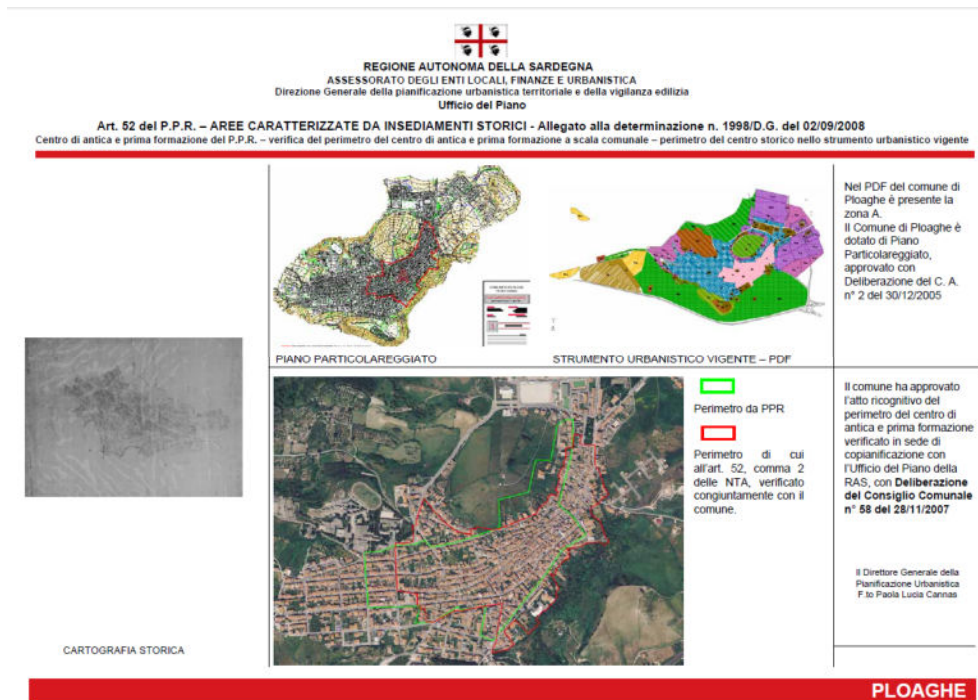 REGIONE AUTONOMA DELLA SARDEGNA
ASSESSORATO DEGLI ENTI LOCALI, FINANZE E URBANISTICA
Direzione Generale della pianificazione urbanistica territoriale e della vigilanza edilizia
Ufficio del Piano
Art. 52 del P.P.R. – AREE CARATTERIZZATE DA INSEDIAMENTI STORICI - Allegato alla determinazione n. 1998/D.G. del 02/09/2008
Centro di antica e prima formazione del P.P.R. – verifica del perimetro del centro di antica e prima formazione a scala comunale – perimetro del centro storico nello strumento urbanistico vigente
PIANO PARTICOLAREGGIATO
STRUMENTO URBANISTICO VIGENTE – PDF
Nel PDF del comune di
Ploaghe è presente la
zona A.
Il Comune di Ploaghe è
dotato di Piano
Particolareggiato,
approvato con
Deliberazione del C. A.
n° 2 del 30/12/2005
CARTOGRAFIA STORICA
Perimetro da PPR
Perimetro di cui
all'art. 52, comma 2
delle NTA, verificato
congiuntamente con il
comune.
Il comune ha approvato
l'atto ricognitivo del
perimetro del centro di
antica e prima formazione
verificato in sede di
copianificazione con
l'Ufficio del Piano della
RAS, con Deliberazione
del Consiglio Comunale
n° 58 del 28/11/2007
Il Direttore Generale della
Pianificazione Urbanistica
F.to Paola Lucia Cannas
PLOAGHE